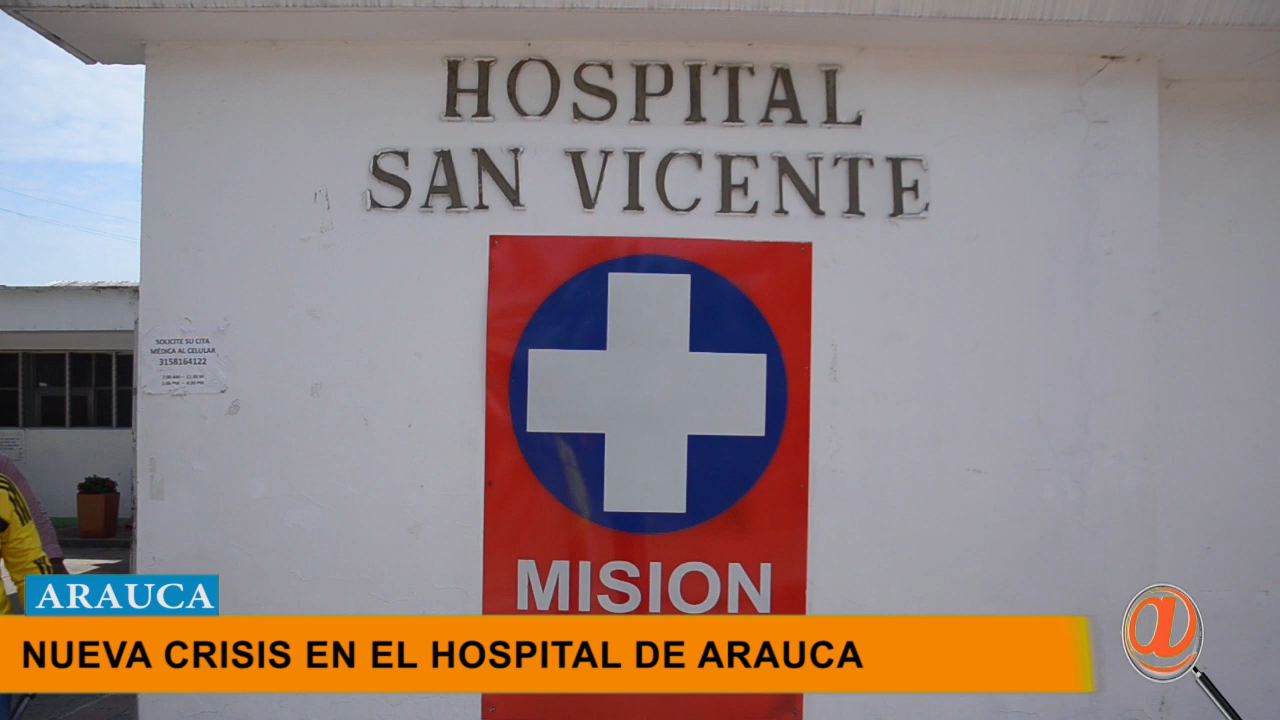 HOSPITAL
SAN VICENTE
SOLICITE SU CITA
MÉDICA AL CELULAR
3158164122
MISION
ARAUCA
NUEVA CRISIS EN EL HOSPITAL DE ARAUCA
@